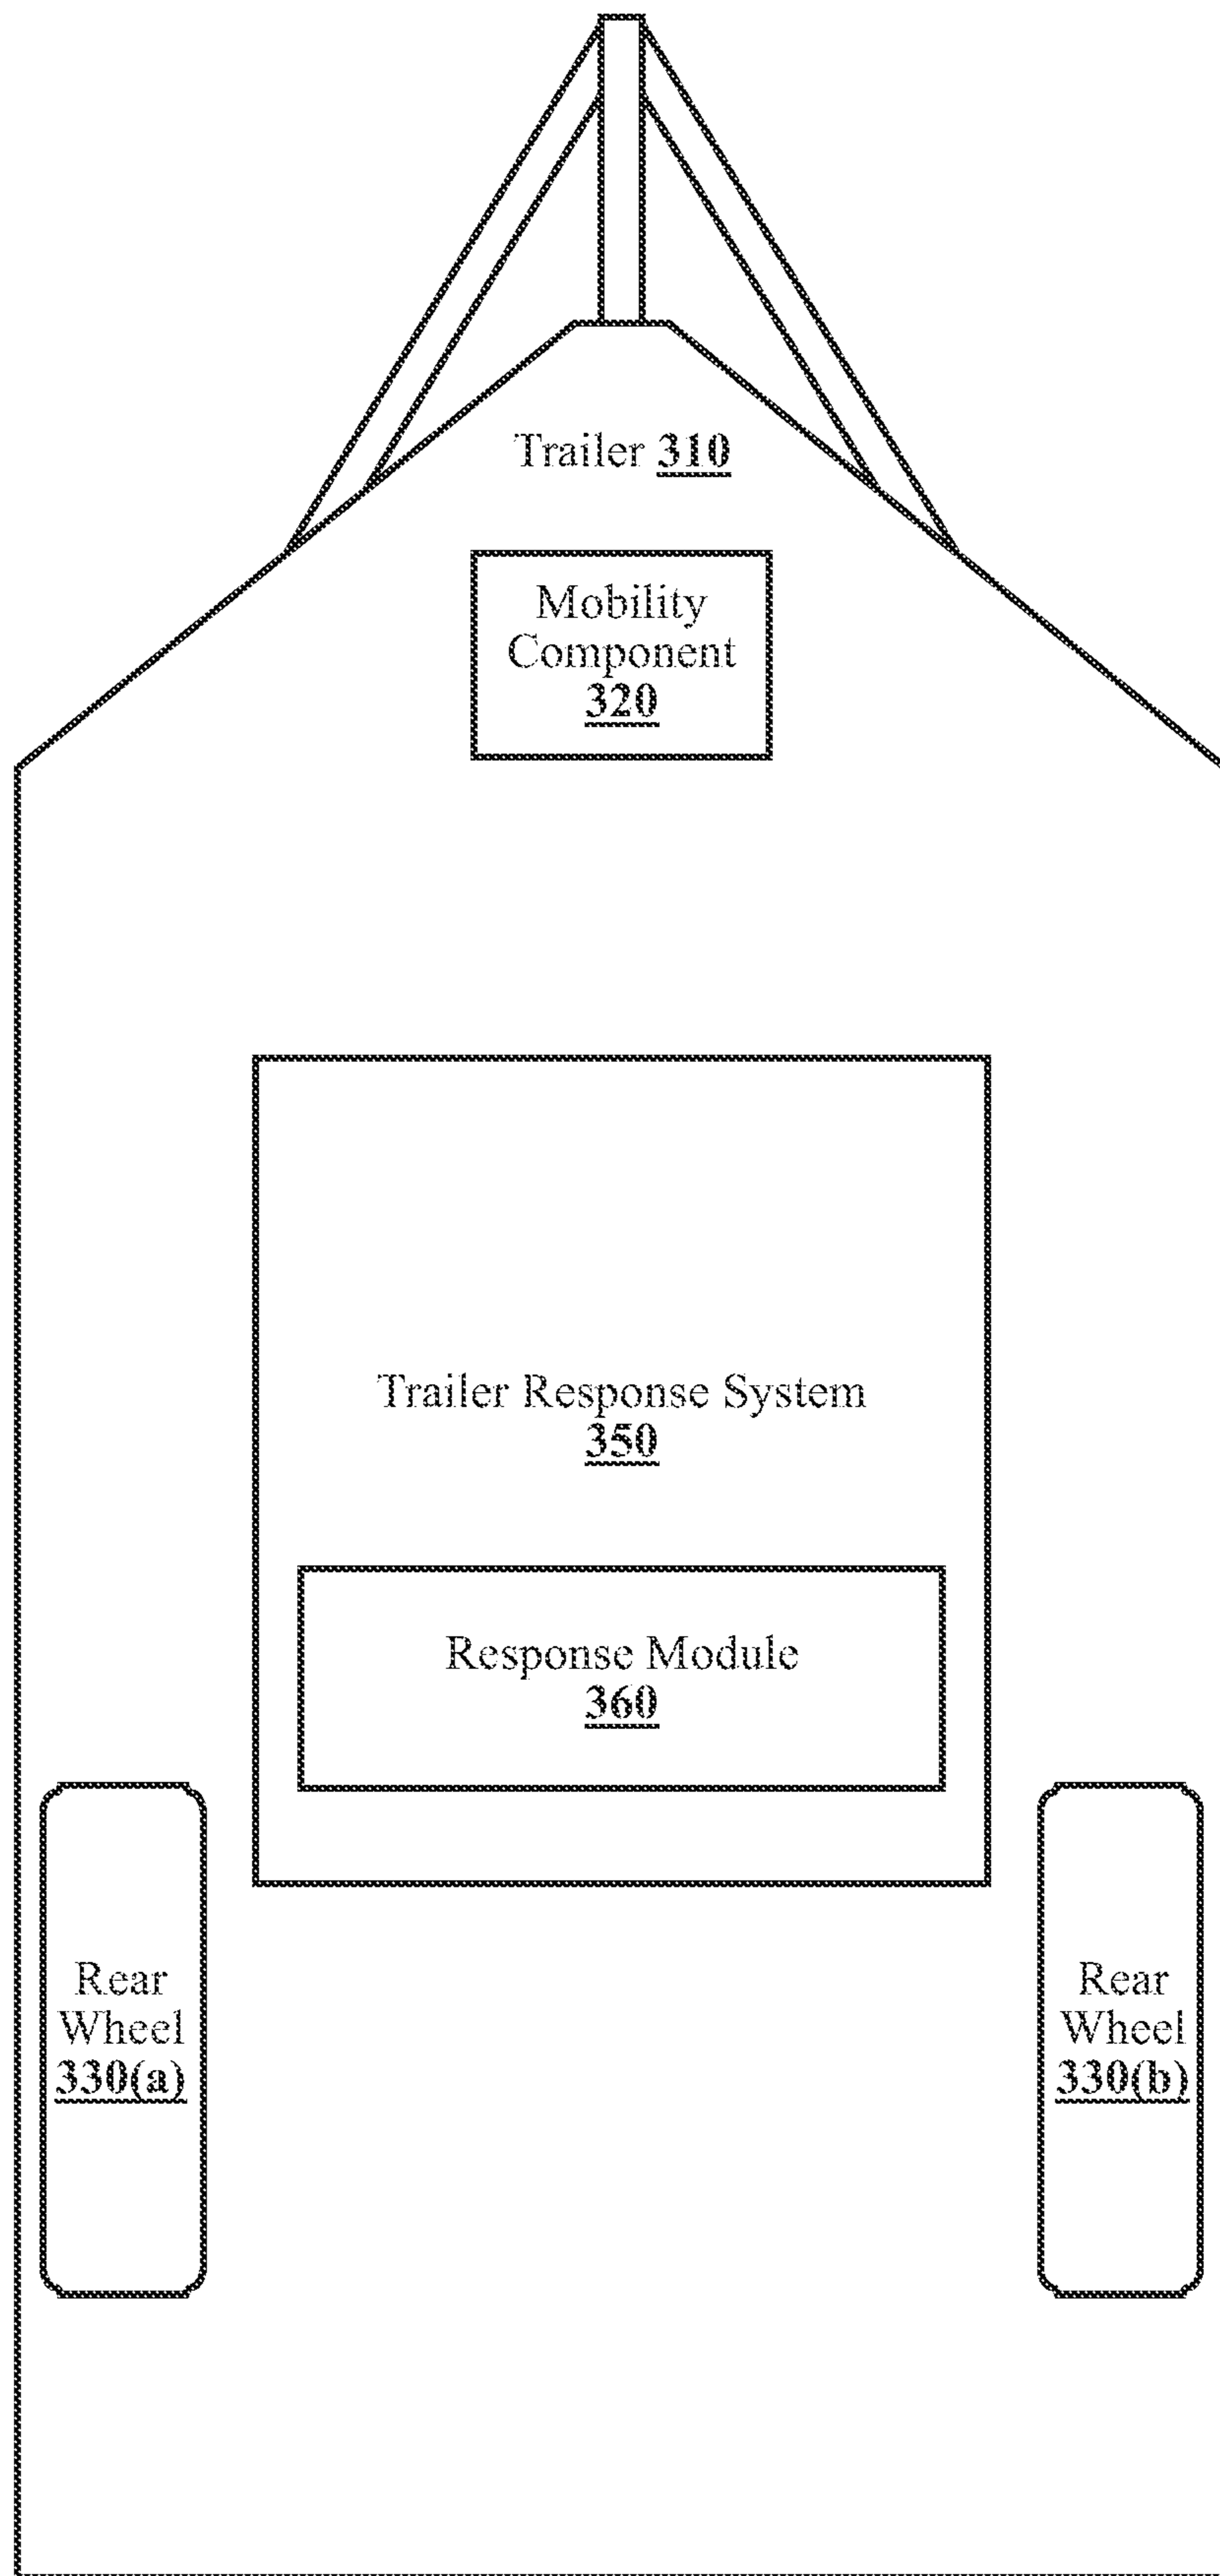 Trailer 310
Mobility
Component
320
Trailer Response System
350
Response Module
360
Rear
Wheel
330(a)
Rear
Wheel
330(b)